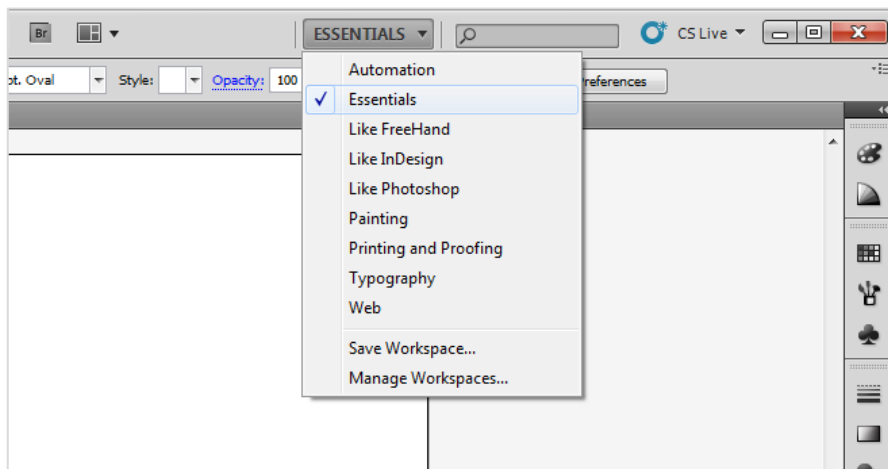 Br ESSENTIALS CS Live
pt. Oval Style: Opacity: 100 references
Automation
Essentials
Like FreeHand
Like InDesign
Like Photoshop
Painting
Printing and Proofing
Typography
Web
Save Workspace...
Manage Workspaces...